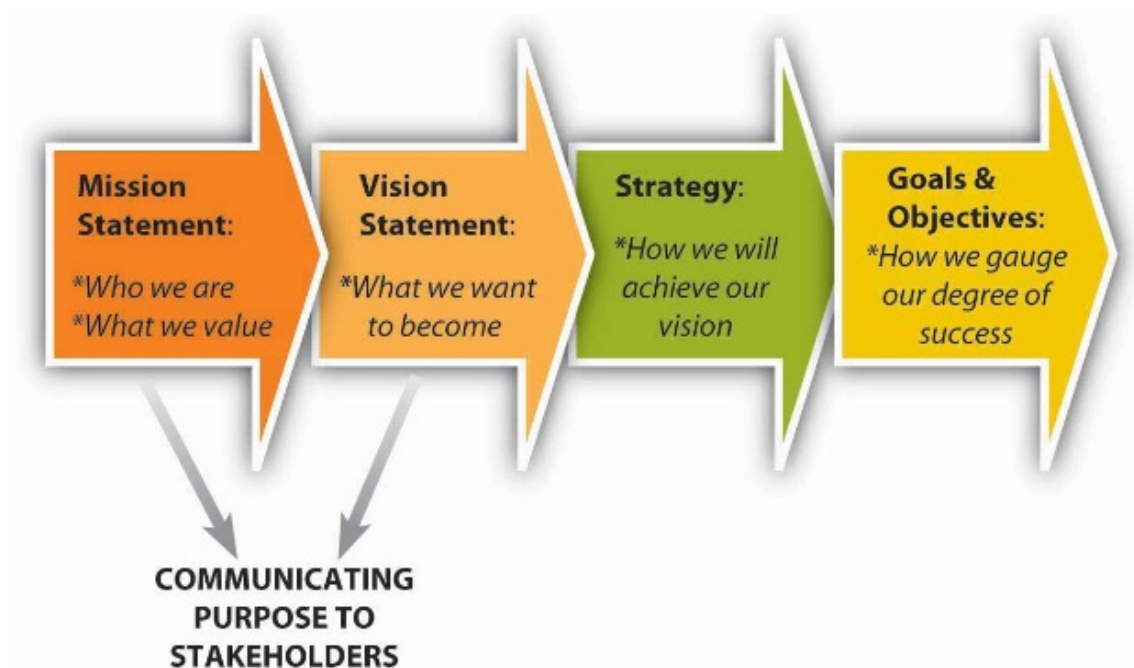 Mission
Statement:
*Who we are
*What we value
Vision
Statement:
*What we want
to become
Strategy:
*How we will
achieve our
vision
Goals &
Objectives:
*How we gauge
our degree of
success
COMMUNICATING
PURPOSE TO
STAKEHOLDERS